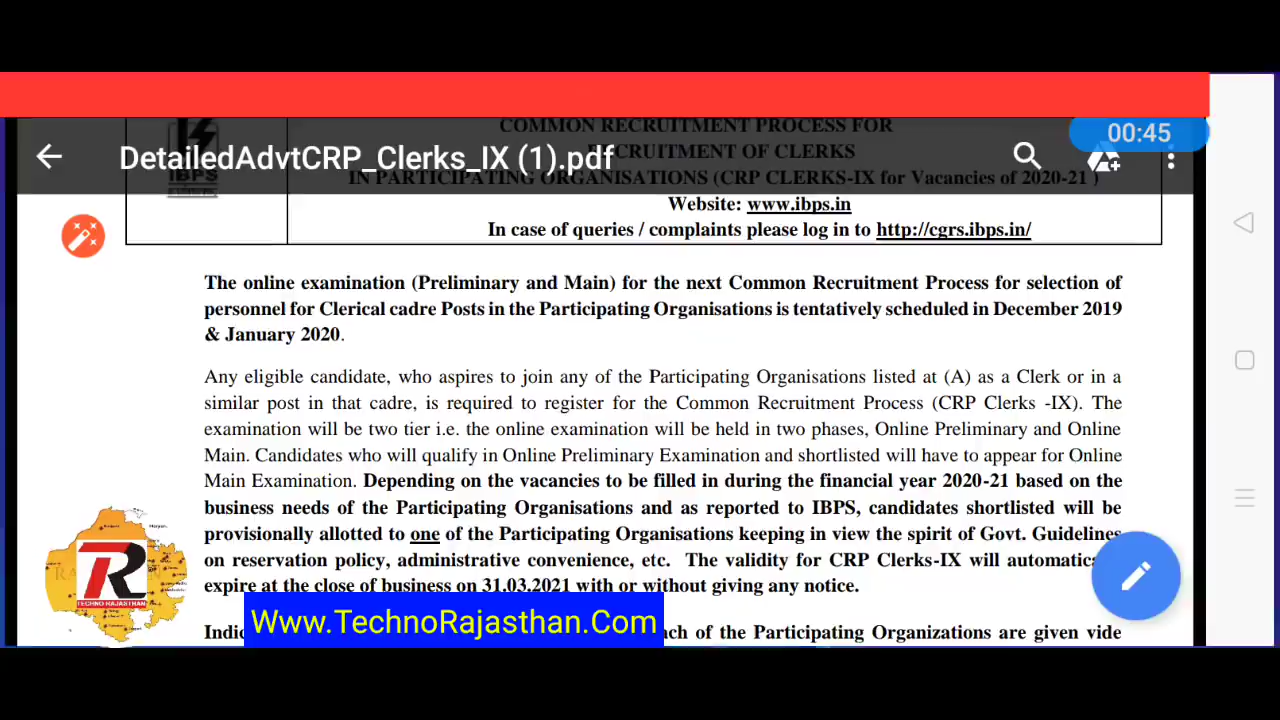 COMMON RECRUITMENT PROCESS FOR
00:45
DetailedAdvtCRP_Clerks_IX (1).pdf
RECRUITMENT OF CLERKS
IBPS
IN PARTICIPATING ORGANISATIONS (CRP CLERKS-IX for Vacancies of 2020-21 )
Website: www.ibps.in
In case of queries / complaints please log in to http://cgrs.ibps.in/
The online examination (Preliminary and Main) for the next Common Recruitment Process for selection of
personnel for Clerical cadre Posts in the Participating Organisations is tentatively scheduled in December 2019
& January 2020.
Any eligible candidate, who aspires to join any of the Participating Organisations listed at (A) as a Clerk or in a
similar post in that cadre, is required to register for the Common Recruitment Process (CRP Clerks -IX). The
examination will be two tier i.e. the online examination will be held in two phases, Online Preliminary and Online
Main. Candidates who will qualify in Online Preliminary Examination and shortlisted will have to appear for Online
Main Examination. Depending on the vacancies to be filled in during the financial year 2020-21 based on the
business needs of the Participating Organisations and as reported to IBPS, candidates shortlisted will be
provisionally allotted to one of the Participating Organisations keeping in view the spirit of Govt. Guidelines
on reservation policy, administrative convenience, etc. The validity for CRP Clerks-IX will
expire at the close of business on 31.03.2021 with or without giving any notice.
TECHNO RAJASTHAN
Www.TechnoRajasthan.Com
of the Participating Organizations are given vide